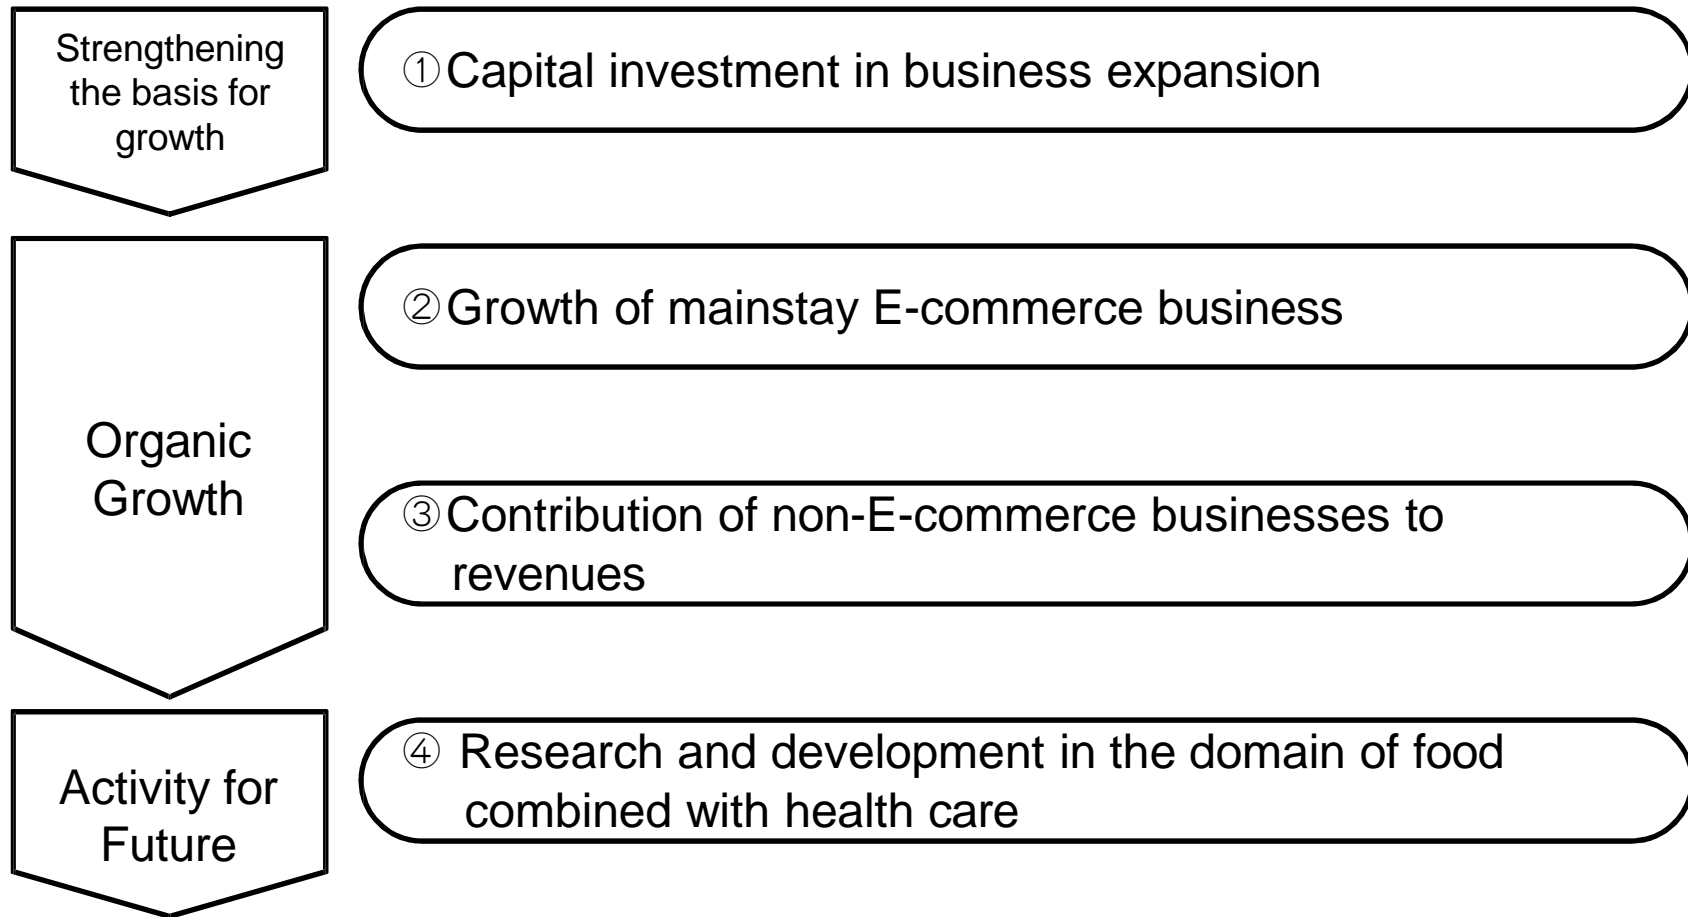 Strengthening
the basis for
growth
①Capital investment in business expansion
②Growth of mainstay E-commerce business
Organic
Growth
③Contribution of non-E-commerce businesses to
revenues
Activity for
Future
④ Research and development in the domain of food
combined with health care